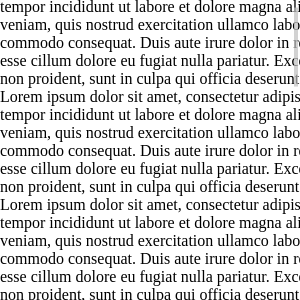 tempor incididunt ut labore et dolore magna ali
veniam, quis nostrud exercitation ullamco labo
commodo consequat. Duis aute irure dolor in r
esse cillum dolore eu fugiat nulla pariatur. Exc
non proident, sunt in culpa qui officia deserunt
Lorem ipsum dolor sit amet, consectetur adipis
tempor incididunt ut labore et dolore magna ali
veniam, quis nostrud exercitation ullamco labo
commodo consequat. Duis aute irure dolor in r
esse cillum dolore eu fugiat nulla pariatur. Exc
non proident, sunt in culpa qui officia deserunt
Lorem ipsum dolor sit amet, consectetur adipis
tempor incididunt ut labore et dolore magna ali
veniam, quis nostrud exercitation ullamco labo
commodo consequat. Duis aute irure dolor in r
esse cillum dolore eu fugiat nulla pariatur. Exc
non proident, sunt in culpa qui officia deserunt